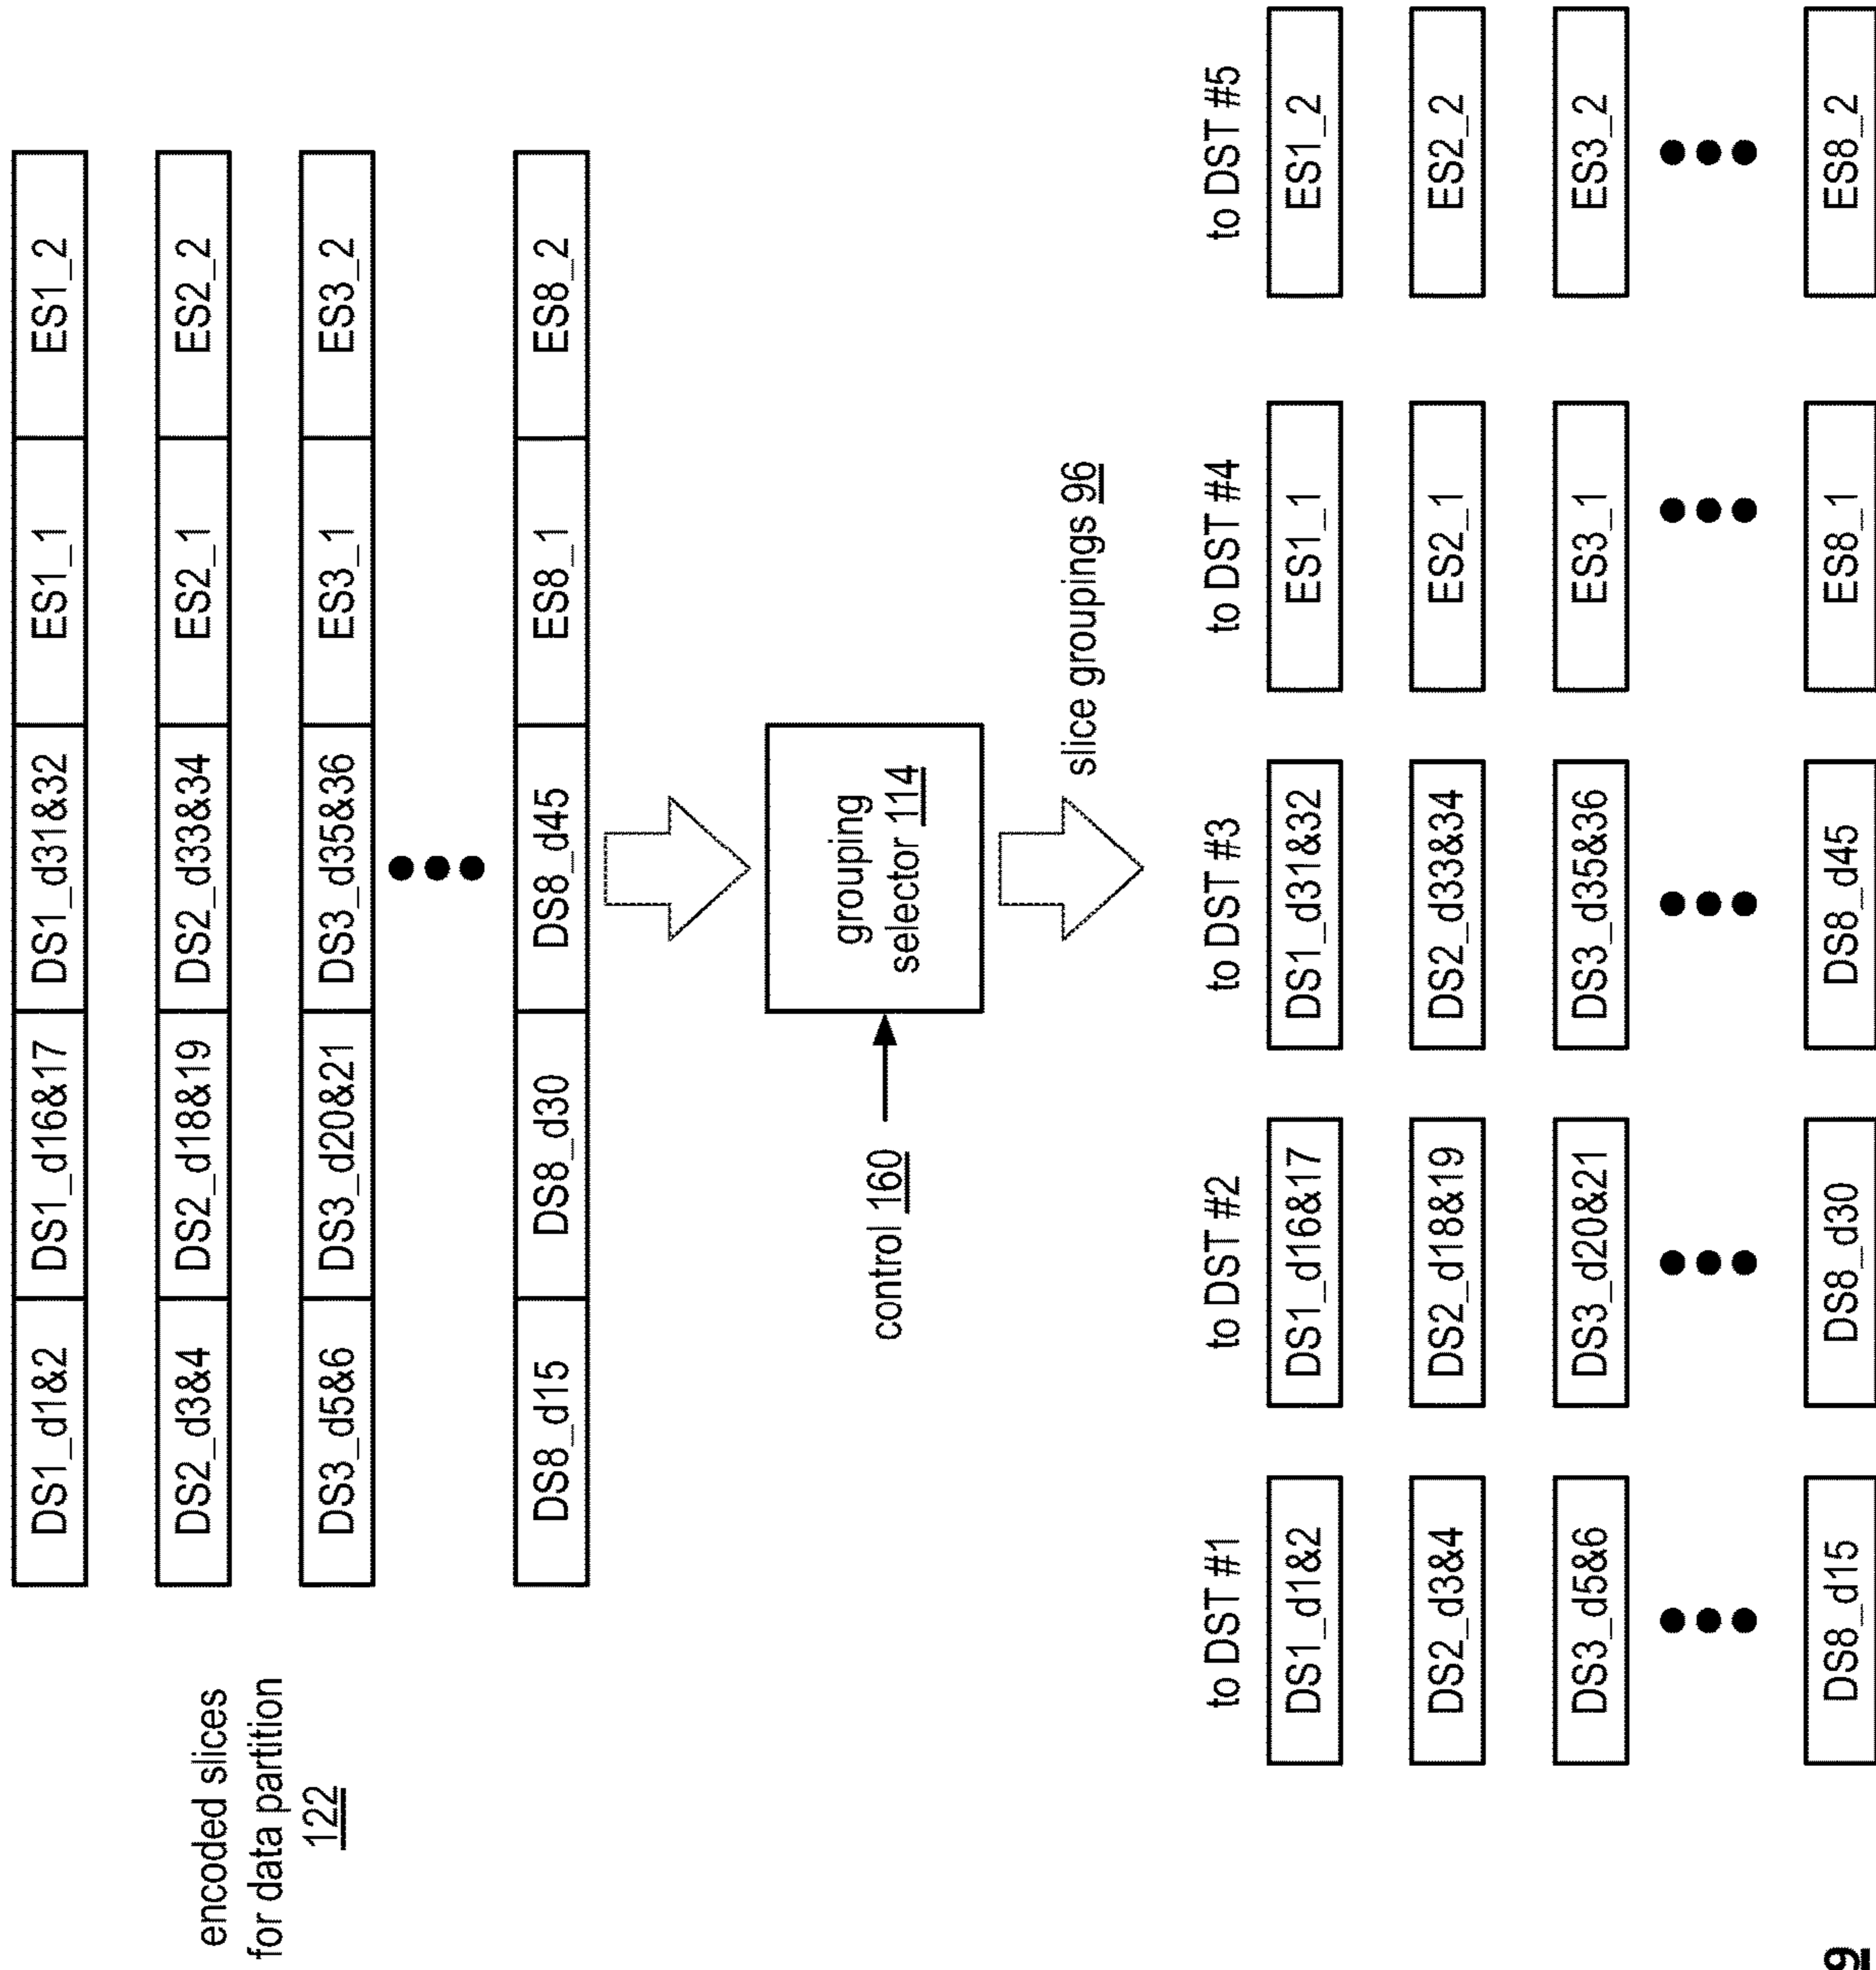 DS1_d1&2 DS1_d16&17 DS1_d31&32 ES1_1 ES1_2
encoded slices
for data partition
122
DS2_d3&4 DS2_d18&19 DS2_d33&34 ES2_1 ES2_2
DS3_d5&6 DS3_d20&21 DS3_d35&36 ES3_1 ES3_2
DS8_d15 DS8_d30 DS8_d45 ES8_1 ES8_2
control 160
grouping
selector 114
slice groupings 96
to DST #1 to DST #2 to DST #3 to DST #4 to DST #5
DS1_d1&2 DS1_d16&17 DS1_d31&32 ES1_1 ES1_2
DS2_d3&4 DS2_d18&19 DS2_d33&34 ES2_1 ES2_2
DS3_d5&6 DS3_d20&21 DS3_d35&36 ES3_1 ES3_2
DS8_d15 DS8_d30 DS8_d45 ES8_1 ES8_2
9